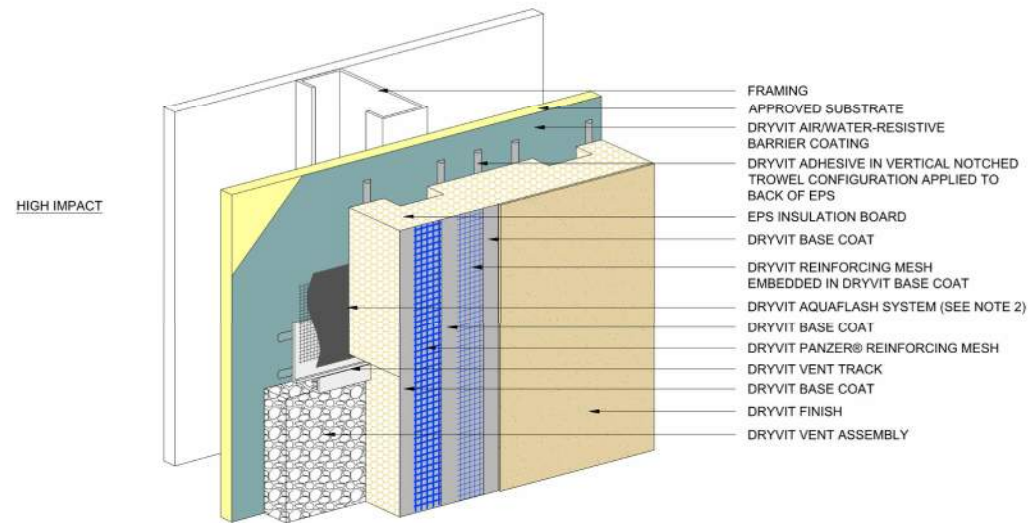 HIGH IMPACT
FRAMING
APPROVED SUBSTRATE
DRYVIT AIR/WATER-RESISTIVE
BARRIER COATING
DRYVIT ADHESIVE IN VERTICAL NOTCHED
TROWEL CONFIGURATION APPLIED TO
BACK OF EPS
EPS INSULATION BOARD
DRYVIT BASE COAT
DRYVIT REINFORCING MESH
EMBEDDED IN DRYVIT BASE COAT
DRYVIT AQUAFLASH SYSTEM (SEE NOTE 2)
DRYVIT BASE COAT
DRYVIT PANZER® REINFORCING MESH
DRYVIT VENT TRACK
DRYVIT BASE COAT
DRYVIT FINISH
DRYVIT VENT ASSEMBLY